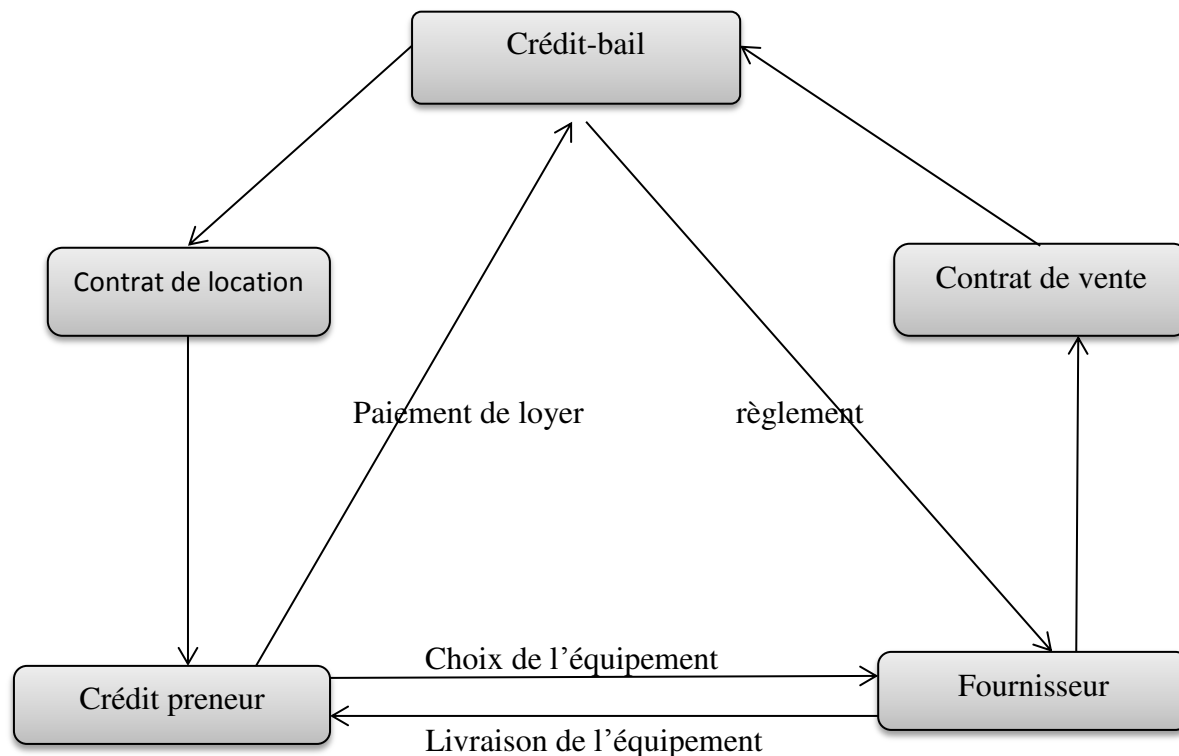 Crédit-bail
Contrat de location
Contrat de vente
Paiement de loyer
règlement
Choix de l’équipement
Crédit preneur
Fournisseur
Livraison de l’équipement